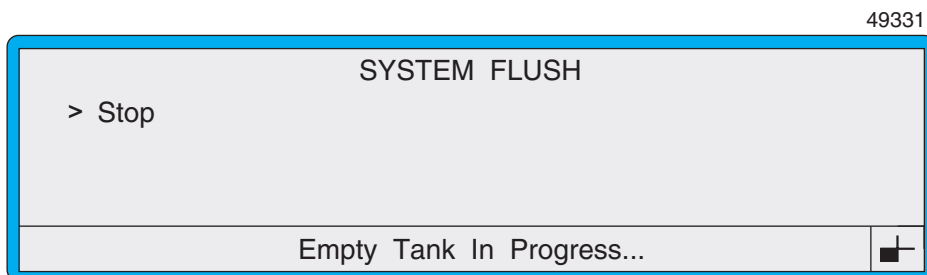 49331
SYSTEM FLUSH
> Stop
Empty Tank In Progress...